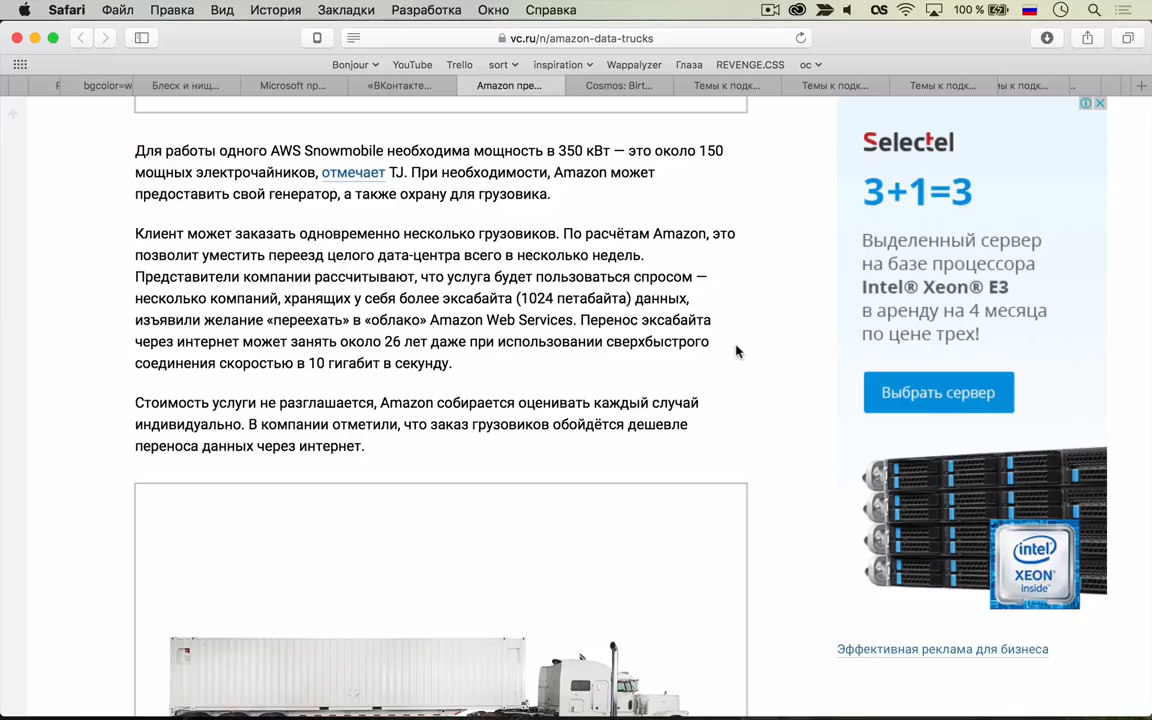 Safari Файл Правка Вид История Закладки Разработка Окно Справка
100 %
vc.ru/n/amazon-data-trucks
Bonjour YouTube Trello sort inspiration Wappalyzer Глаза REVENGE.CSS ос
bgcolor=w Блеск и нищ... Microsoft пр... «ВКонтакте... Amazon пре... Cosmos: Birt... Темы к подк... Темы к подк... Темы к подк... мы к подк...
Для работы одного AWS Snowmobile необходима мощность в 350 кВт — это около 150
мощных электрочайников, отмечает TJ. При необходимости, Amazon может
предоставить свой генератор, а также охрану для грузовика.
Клиент может заказать одновременно несколько грузовиков. По расчётам Amazon, это
позволит уместить переезд целого дата-центра всего в несколько недель.
Представители компании рассчитывают, что услуга будет пользоваться спросом —
несколько компаний, хранящих у себя более эксабайта (1024 петабайта) данных,
изъявили желание «переехать» в «облако» Amazon Web Services. Перенос эксабайта
через интернет может занять около 26 лет даже при использовании сверхбыстрого
соединения скоростью в 10 гигабит в секунду.
Стоимость услуги не разглашается, Amazon собирается оценивать каждый случай
индивидуально. В компании отметили, что заказ грузовиков обойдётся дешевле
переноса данных через интернет.
Selectel
3+1=3
Выделенный сервер
на базе процессора
Intel® Xeon® E3
в аренду на 4 месяца
по цене трех!
Выбрать сервер
intel
XEON
inside™
Эффективная реклама для бизнеса